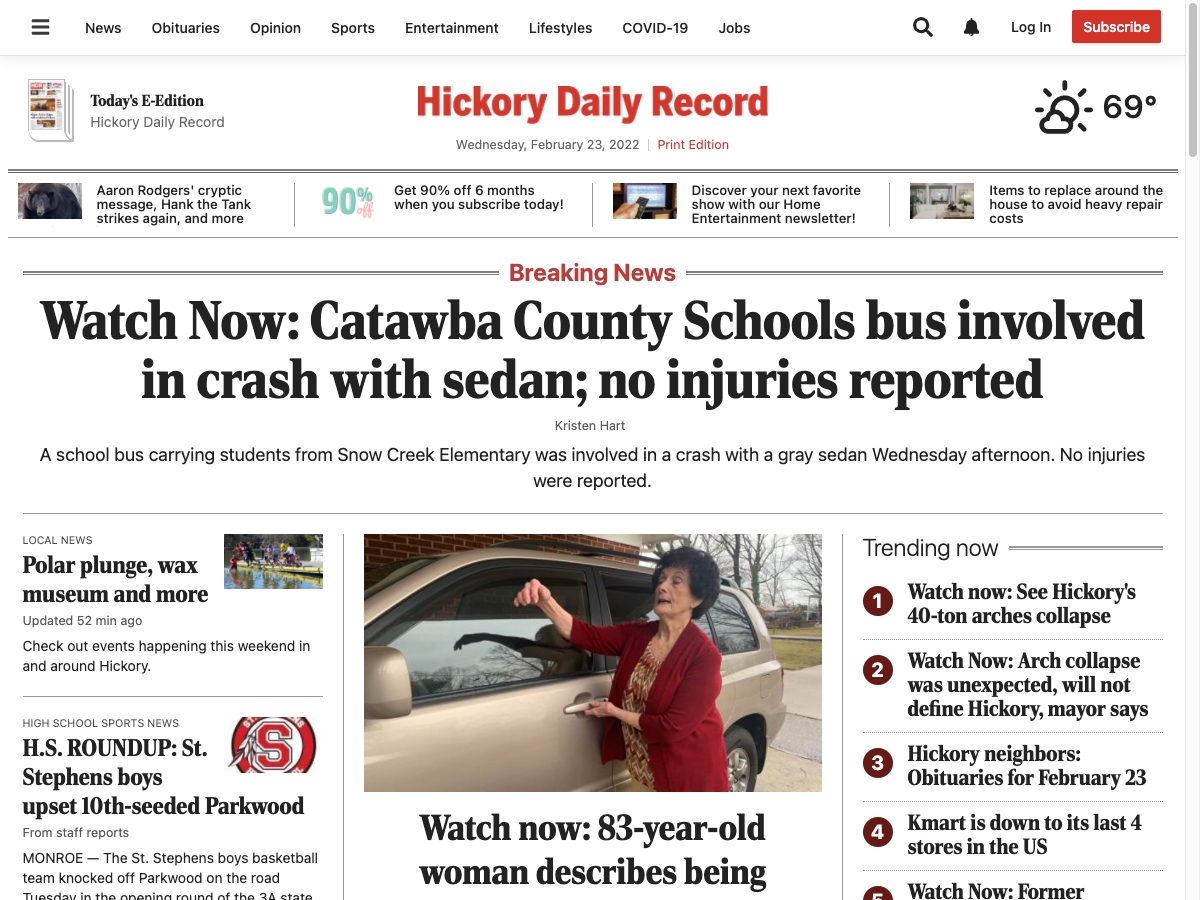 News Obituaries Opinion Sports Entertainment Lifestyles COVID-19 Jobs Log In Subscribe
Today's E-Edition
Hickory Daily Record
Hickory Daily Record
Wednesday, February 23, 2022 | Print Edition
69°
Aaron Rodgers' cryptic
message, Hank the Tank
strikes again, and more
90% off
Get 90% off 6 months
when you subscribe today!
Discover your next favorite
show with our Home
Entertainment newsletter!
Items to replace around the
house to avoid heavy repair
costs
Breaking News
Watch Now: Catawba County Schools bus involved
in crash with sedan; no injuries reported
Kristen Hart
A school bus carrying students from Snow Creek Elementary was involved in a crash with a gray sedan Wednesday afternoon. No injuries
were reported.
LOCAL NEWS
Polar plunge, wax
museum and more
Updated 52 min ago
Check out events happening this weekend in
and around Hickory.
HIGH SCHOOL SPORTS NEWS
H.S. ROUNDUP: St.
Stephens boys
upset 10th-seeded Parkwood
From staff reports
MONROE — The St. Stephens boys basketball
team knocked off Parkwood on the road
Tuesday in the opening round of the 3A state
S
Watch now: 83-year-old
woman describes being
Trending now
1 Watch now: See Hickory's
40-ton arches collapse
2 Watch Now: Arch collapse
was unexpected, will not
define Hickory, mayor says
3 Hickory neighbors:
Obituaries for February 23
4 Kmart is down to its last 4
stores in the US
5 Watch Now: Former